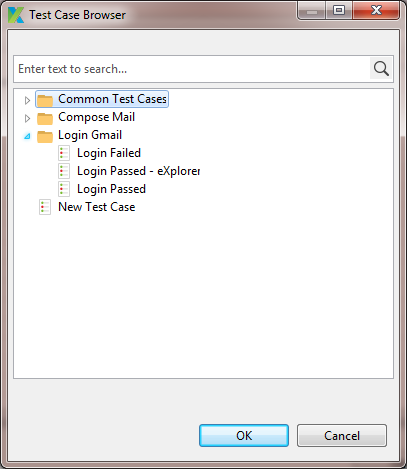 Test Case Browser
Enter text to search...
Common Test Cases
Compose Mail
Login Gmail
Login Failed
Login Passed - eXplorer
Login Passed
New Test Case
OK
Cancel